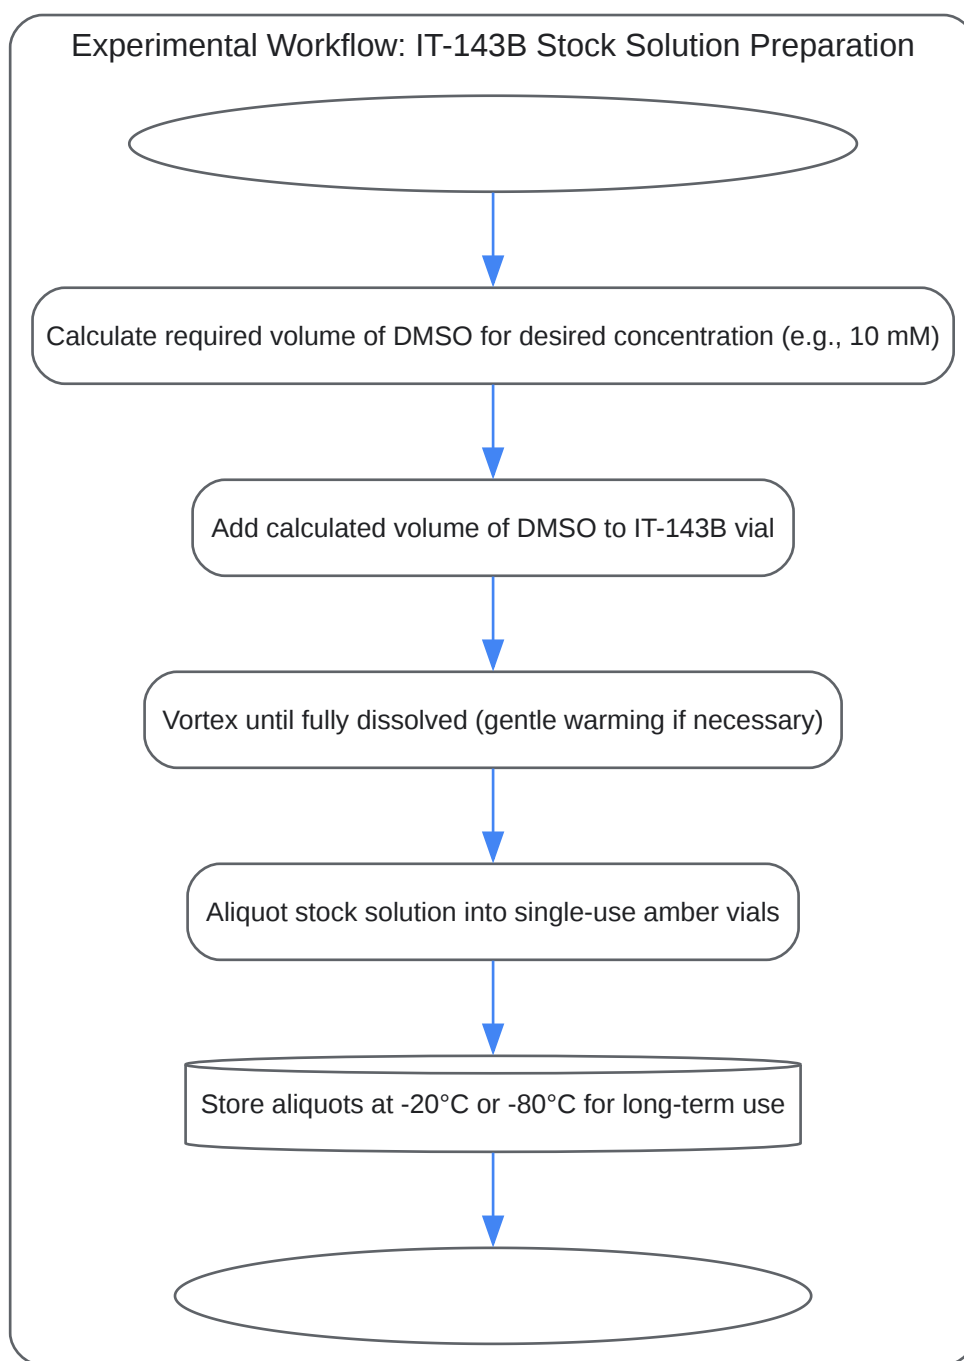 Experimental Workflow: IT-143B Stock Solution Preparation
Calculate required volume of DMSO for desired concentration (e.g., 10 mM)
Add calculated volume of DMSO to IT-143B vial
Vortex until fully dissolved (gentle warming if necessary)
Aliquot stock solution into single-use amber vials
Store aliquots at -20°C or -80°C for long-term use